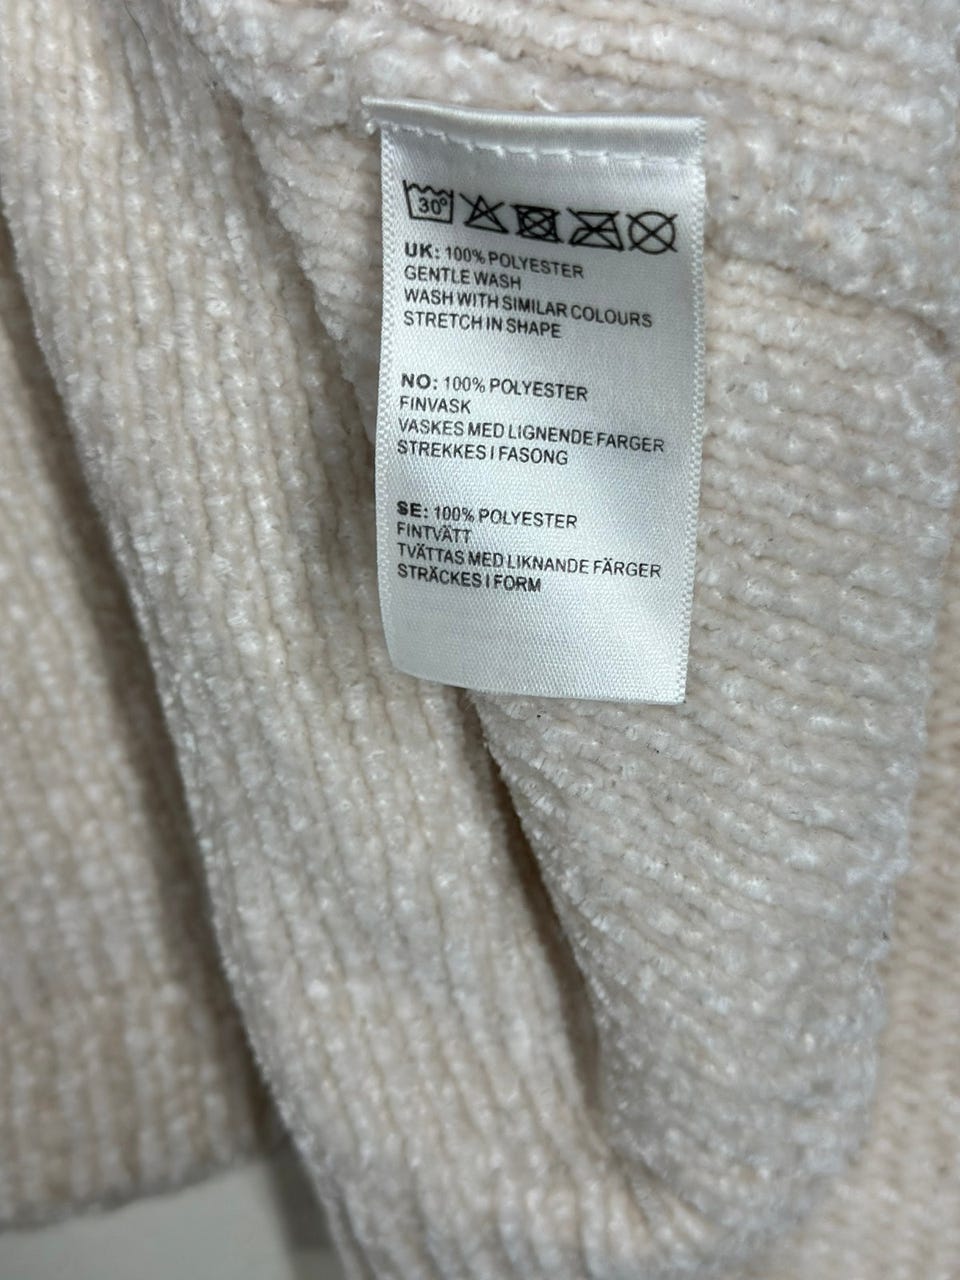 30°
UK: 100% POLYESTER
GENTLE WASH
WASH WITH SIMILAR COLOURS
STRETCH IN SHAPE
NO: 100% POLYESTER
FINVASK
VASKES MED LIGNENDE FARGER
STREKKES I FASONG
SE: 100% POLYESTER
FINTVÄTT
TVÄTTAS MED LIKNANDE FÄRGER
STRÄCKES I FORM